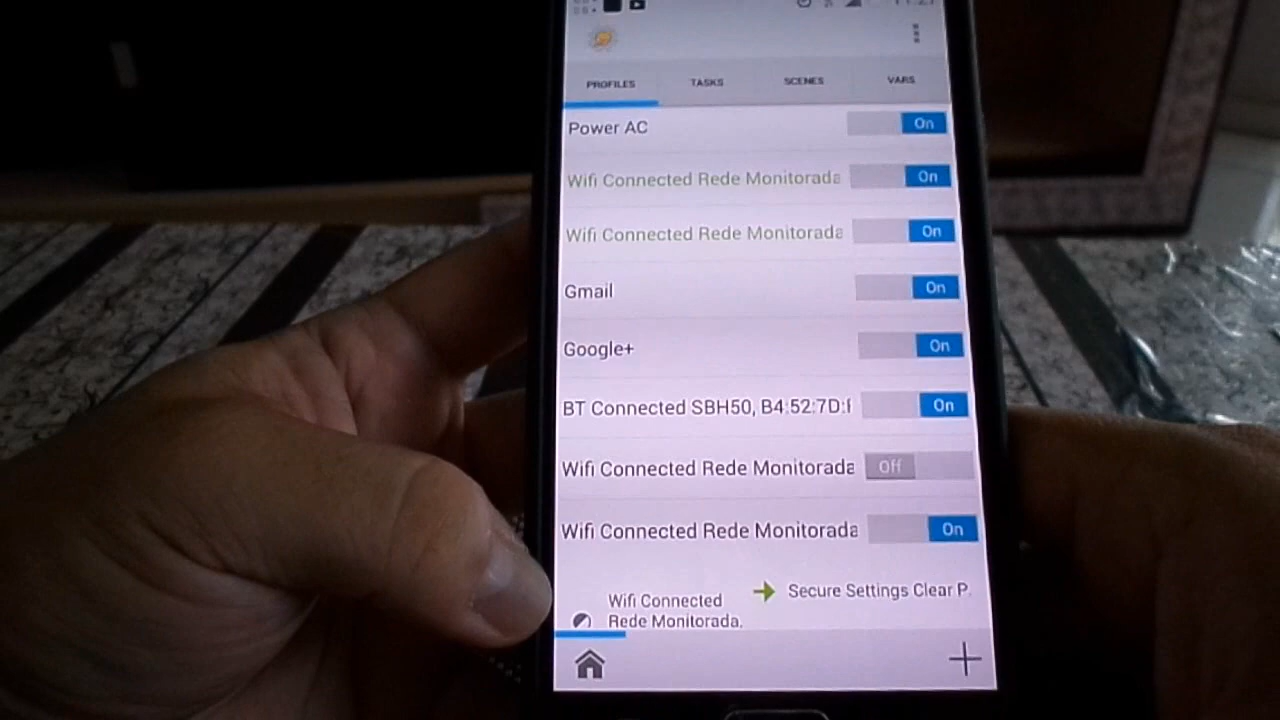 PROFILES TASKS SCENES VARS
Power AC On
Wifi Connected Rede Monitorada On
Wifi Connected Rede Monitorada On
Gmail On
Google+ On
BT Connected SBH50, B4:52:7D:f On
Wifi Connected Rede Monitorada Off
Wifi Connected Rede Monitorada On
Wifi Connected
Rede Monitorada,
Secure Settings Clear P